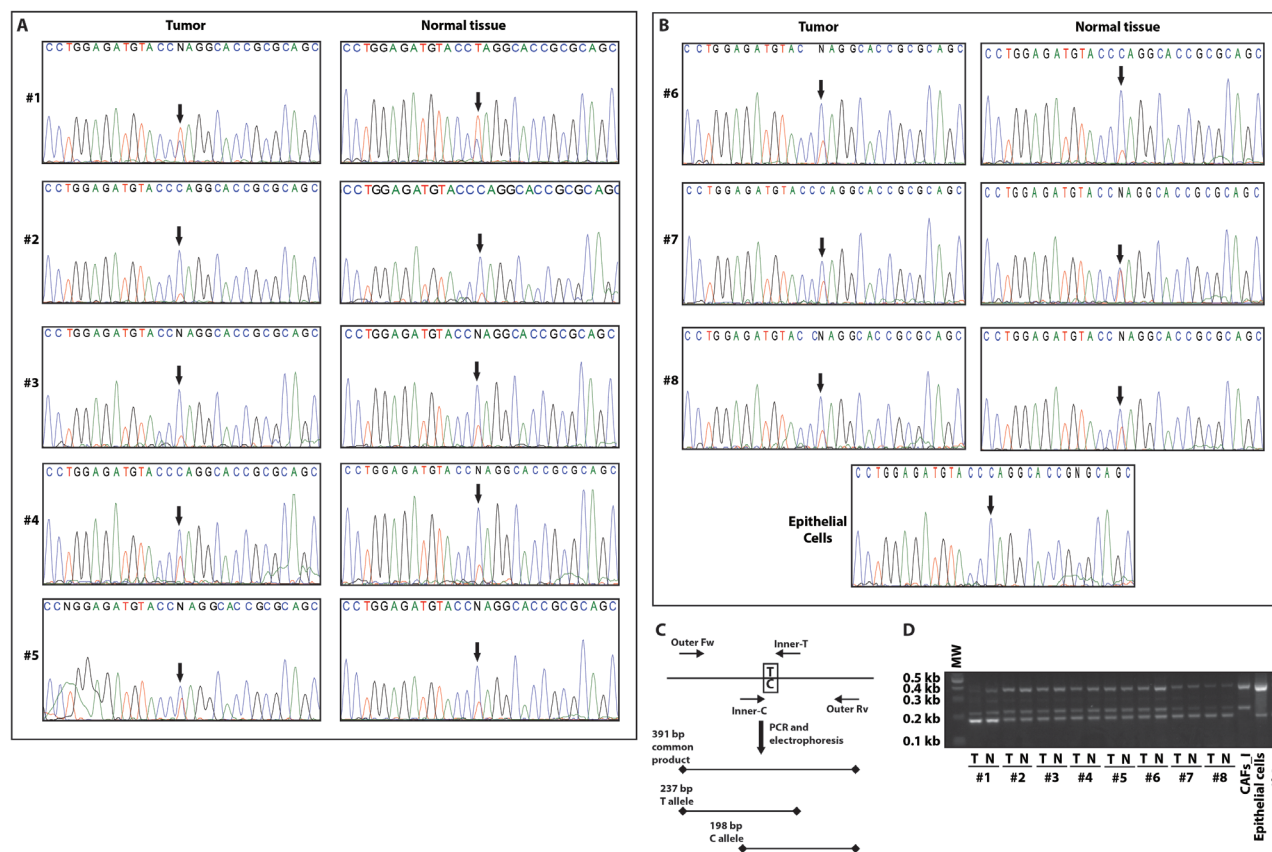 A
Tumor
Normal tissue
#1
CCTGGAGATGTACCNAGGCACCGCGCAGC
CCTGGAGATGTACCTAGGCACCGCGCAGC
#2
CCTGGAGATGTACCCAGGCACCGCGCAGC
CCTGGAGATGTACCCAGGCACCGCGCAGC
#3
CCTGGAGATGTACCNAGGCACCGCGCAGC
CCTGGAGATGTACCNAGGCACCGCGCAGC
#4
CCTGGAGATGTACCCAGGCACCGCGCAGC
CCTGGAGATGTACCNAGGCACCGCGCAGC
#5
CCNGGAGATGTACCNAGGCACCGCGCAGC
CCTGGAGATGTACCNAGGCACCGCGCAGC
B
Tumor
Normal tissue
#6
CCTGGAGATGTAC NAGGCACCGCGCAGC
CCTGGAGATGTACCCAGGCACCGCGCAGC
#7
CCTGGAGATGTACCCAGGCACCGCGCAGC
CCTGGAGATGTACCNAGGCACCGCGCAGC
#8
CCTGGAGATGTAC CNAGGCACCGCGCAGC
CCTGGAGATGTACCNAGGCACCGCGCAGC
Epithelial
Cells
CCTGGAGATGTACCCAGGCACCGNGCAGC
C
Outer Fw
Inner-T
T
C
Inner-C
Outer Rv
PCR and
electrophoresis
391 bp
common
product
237 bp
T allele
198 bp
C allele
D
MW
0.5 kb
0.4 kb
0.3 kb
0.2 kb
0.1 kb
T N T N T N T N T N T N T N T N
#1 #2 #3 #4 #5 #6 #7 #8
CAFs_I
Epithelial cells